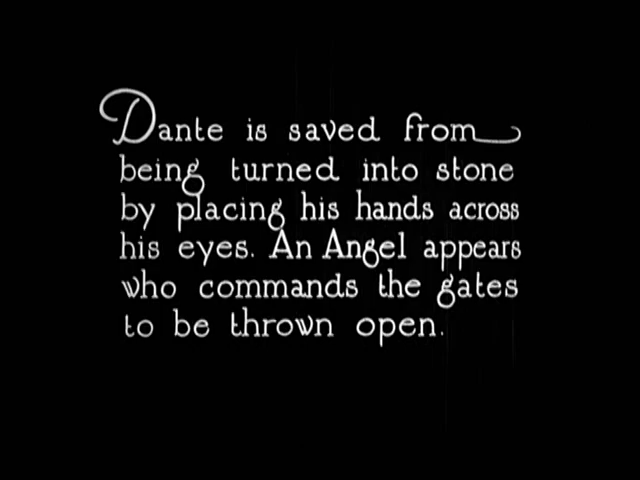 Dante is saved from
being turned into stone
by placing his hands across
his eyes. An Angel appears
who commands the gates
to be thrown open.